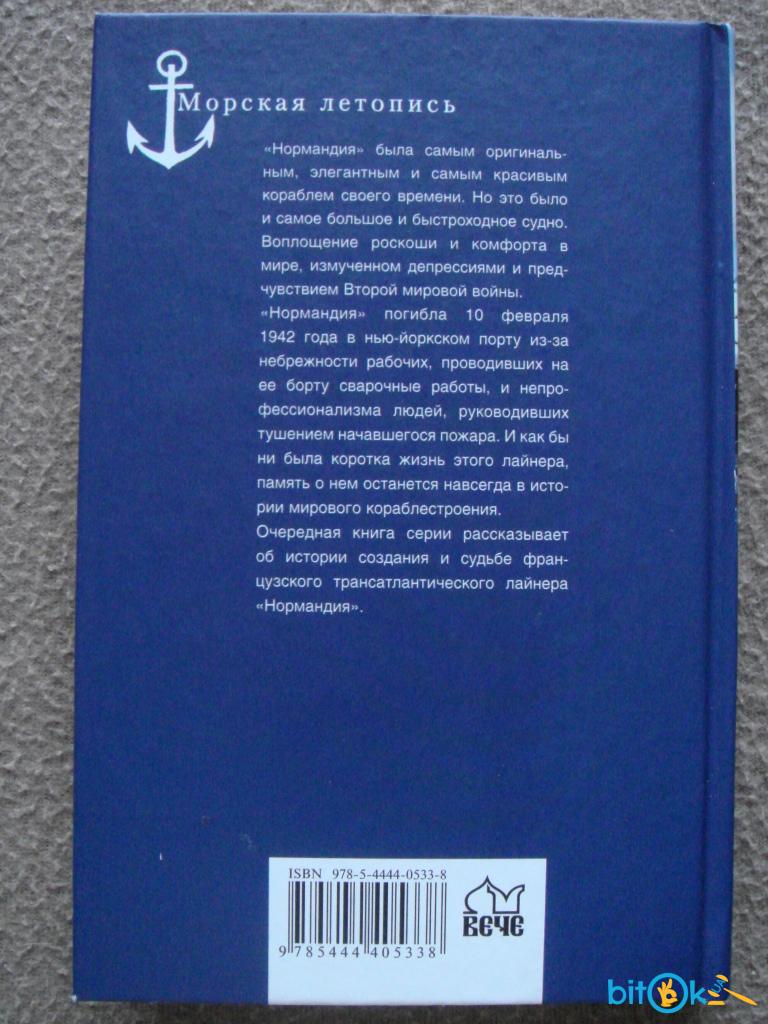 Морская летопись
«Нормандия» была самым оригиналь-
ным, элегантным и самым красивым
кораблем своего времени. Но это было
и самое большое и быстроходное судно.
Воплощение роскоши и комфорта в
мире, измученном депрессиями и пред-
чувствием Второй мировой войны.
«Нормандия» погибла 10 февраля
1942 года в нью-йоркском порту из-за
небрежности рабочих, проводивших на
ее борту сварочные работы, и непро-
фессионализма людей, руководивших
тушением начавшегося пожара. И как бы
ни была коротка жизнь этого лайнера,
память о нем останется навсегда в исто-
рии мирового кораблестроения.
Очередная книга серии рассказывает
об истории создания и судьбе фран-
цузского трансатлантического лайнера
«Нормандия».
ISBN 978-5-4444-0533-8
9 785444 405338
ВЕЧЕ
bitOk UA